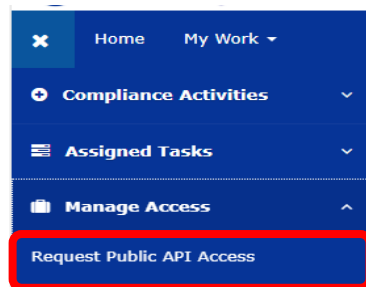 Home My Work
Compliance Activities
Assigned Tasks
Manage Access
Request Public API Access